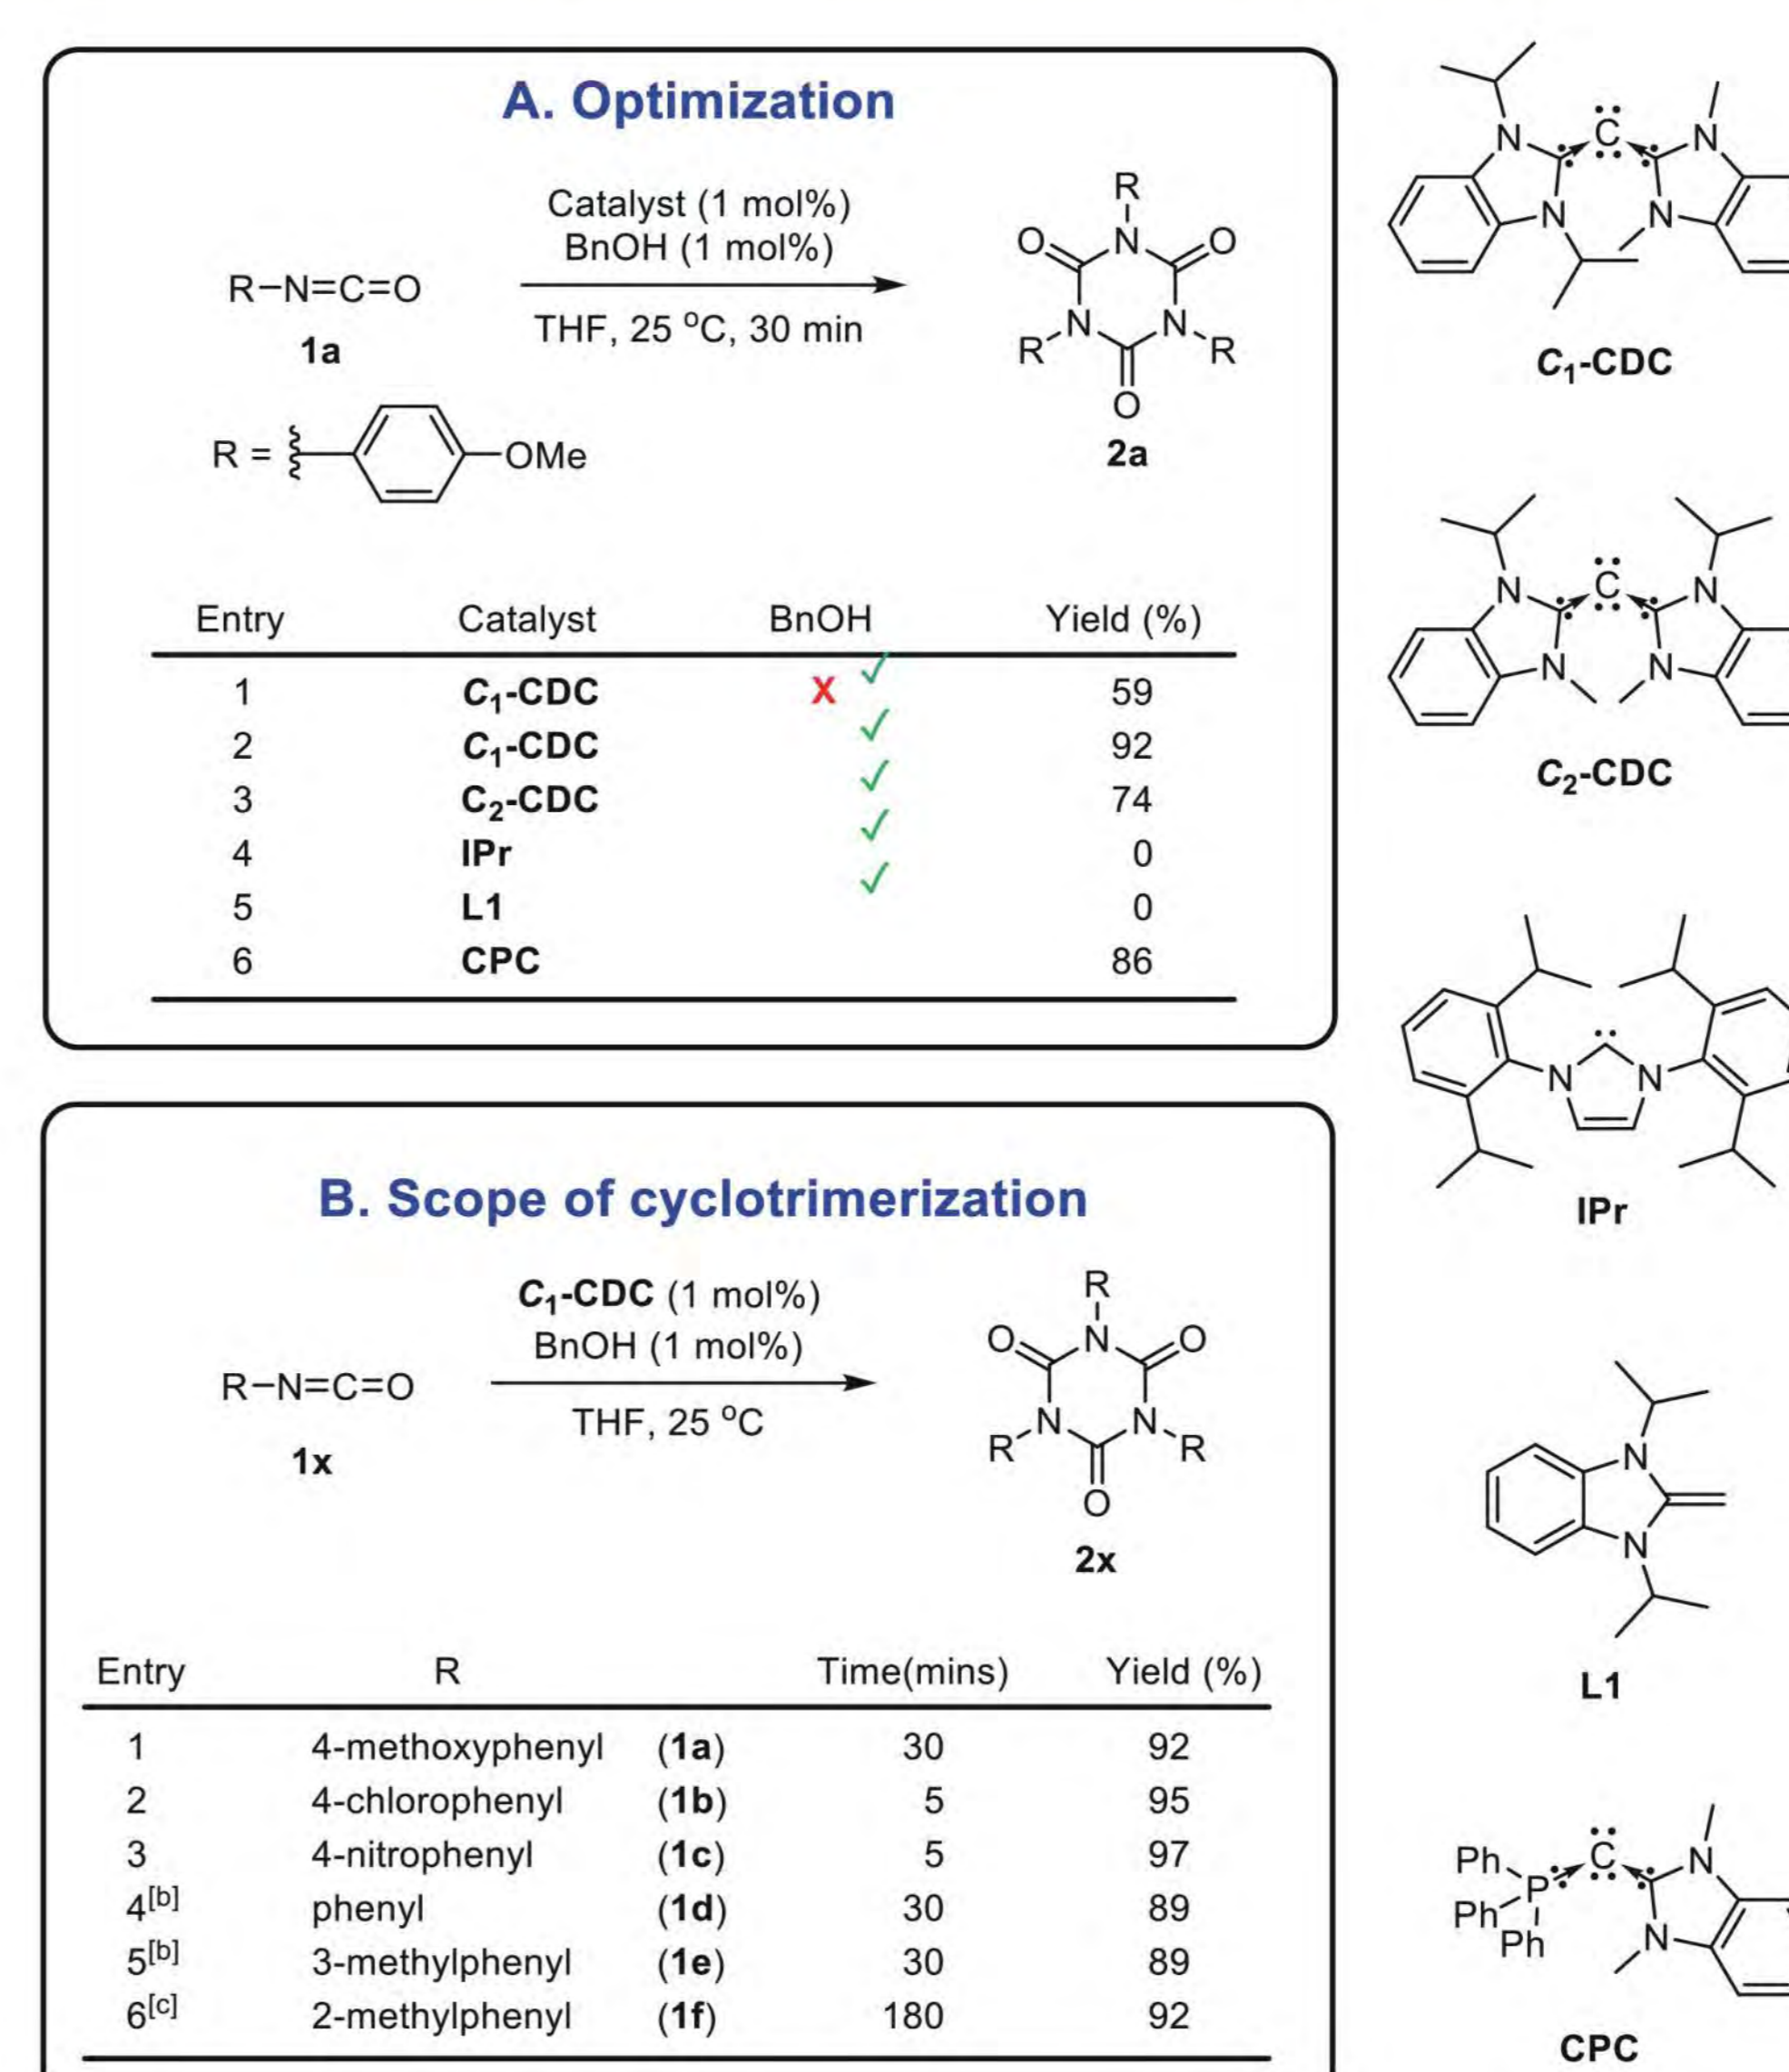 A. Optimization
R–N=C=O
1a
Catalyst (1 mol%)
BnOH (1 mol%)
THF, 25 °C, 30 min
R
O N O
N N
R R
O
2a
R = OMe
Entry Catalyst BnOH Yield (%)
1 C₁-CDC X ✓ 59
2 C₁-CDC ✓ 92
3 C₂-CDC ✓ 74
4 IPr ✓ 0
5 L1 ✓ 0
6 CPC 86
B. Scope of cyclotrimerization
R–N=C=O
1x
C₁-CDC (1 mol%)
BnOH (1 mol%)
THF, 25 °C
R
O N O
N N
R R
O
2x
Entry R Time(mins) Yield (%)
1 4-methoxyphenyl (1a) 30 92
2 4-chlorophenyl (1b) 5 95
3 4-nitrophenyl (1c) 5 97
4[b] phenyl (1d) 30 89
5[b] 3-methylphenyl (1e) 30 89
6[c] 2-methylphenyl (1f) 180 92
N C N
N N
C₁-CDC
N C N
N N
C₂-CDC
N N
IPr
N
N
L1
Ph C N
P
Ph N
Ph
CPC